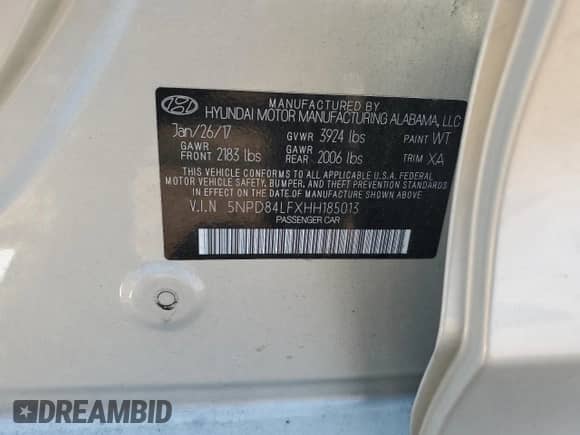 MANUFACTURED BY
HYUNDAI MOTOR MANUFACTURING ALABAMA, LLC
Jan/26/17 GVWR 3924 lbs PAINT WT
GAWR FRONT 2183 lbs GAWR REAR 2006 lbs TRIM XA
THIS VEHICLE CONFORMS TO ALL APPLICABLE U.S.A. FEDERAL
MOTOR VEHICLE SAFETY, BUMPER, AND THEFT PREVENTION STANDARDS
IN EFFECT ON THE DATE OF MANUFACTURE SHOWN ABOVE
V.I.N 5NPD84LFXHH185013
PASSENGER CAR
DREAMBID